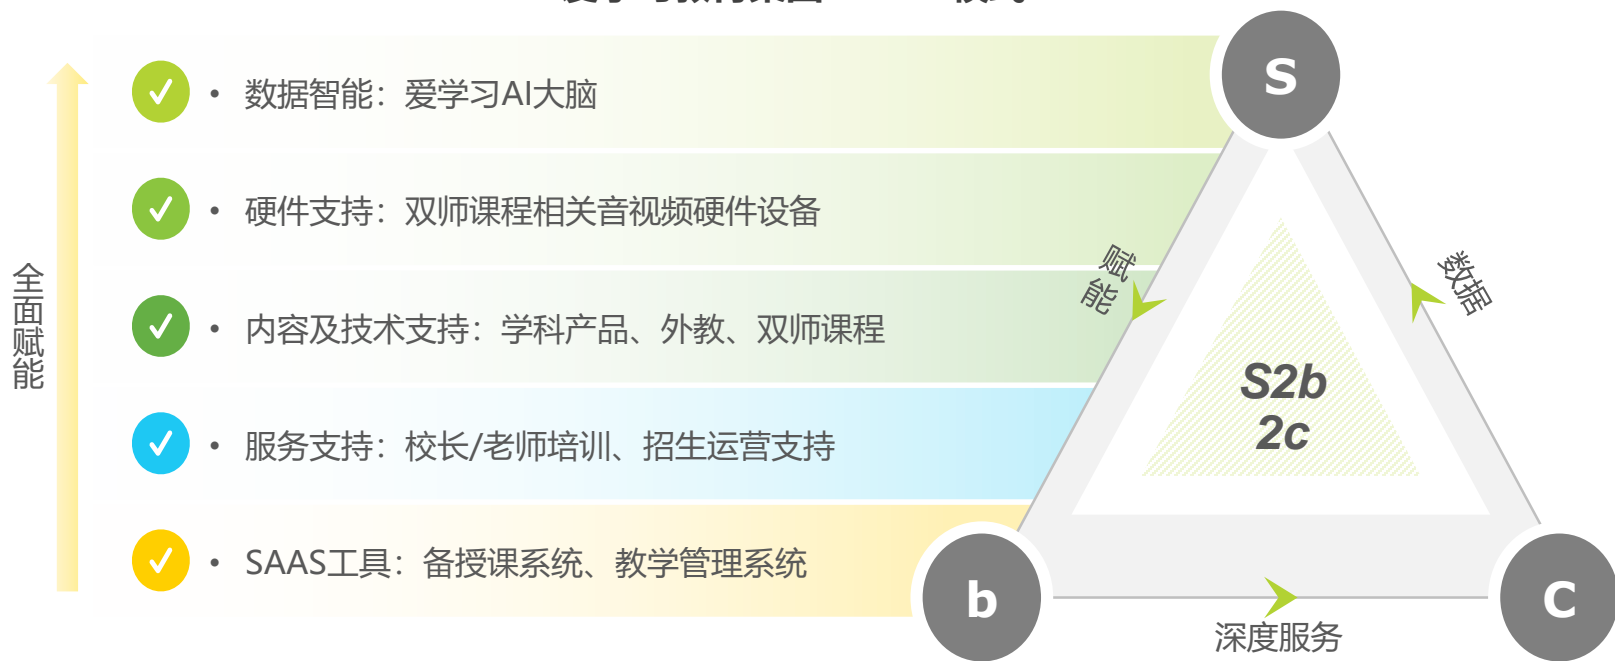 S
• 数据智能：爱学习AI大脑
• 硬件支持：双师课程相关音视频硬件设备
赋能
数据
全面赋能
• 内容及技术支持：学科产品、外教、双师课程
S2b
2c
• 服务支持：校长/老师培训、招生运营支持
• SAAS工具：备授课系统、教学管理系统
b
C
深度服务